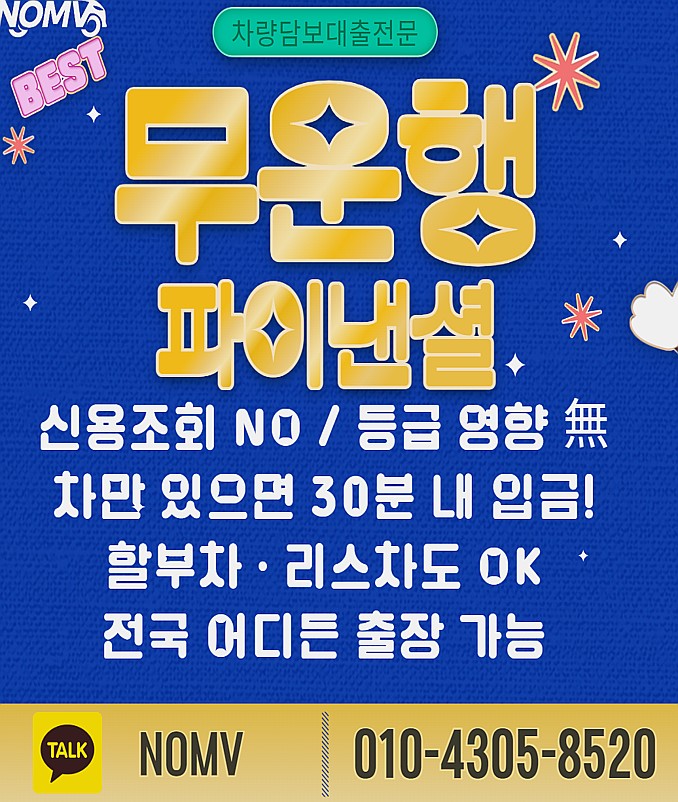 NOMV
차량담보대출전문
BEST
무운행
파이낸셜
신용조회 NO / 등급 영향 無
차만 있으면 30분 내 입금!
할부차·리스차도 OK
전국 어디든 출장 가능
TALK
NOMV
010-4305-8520